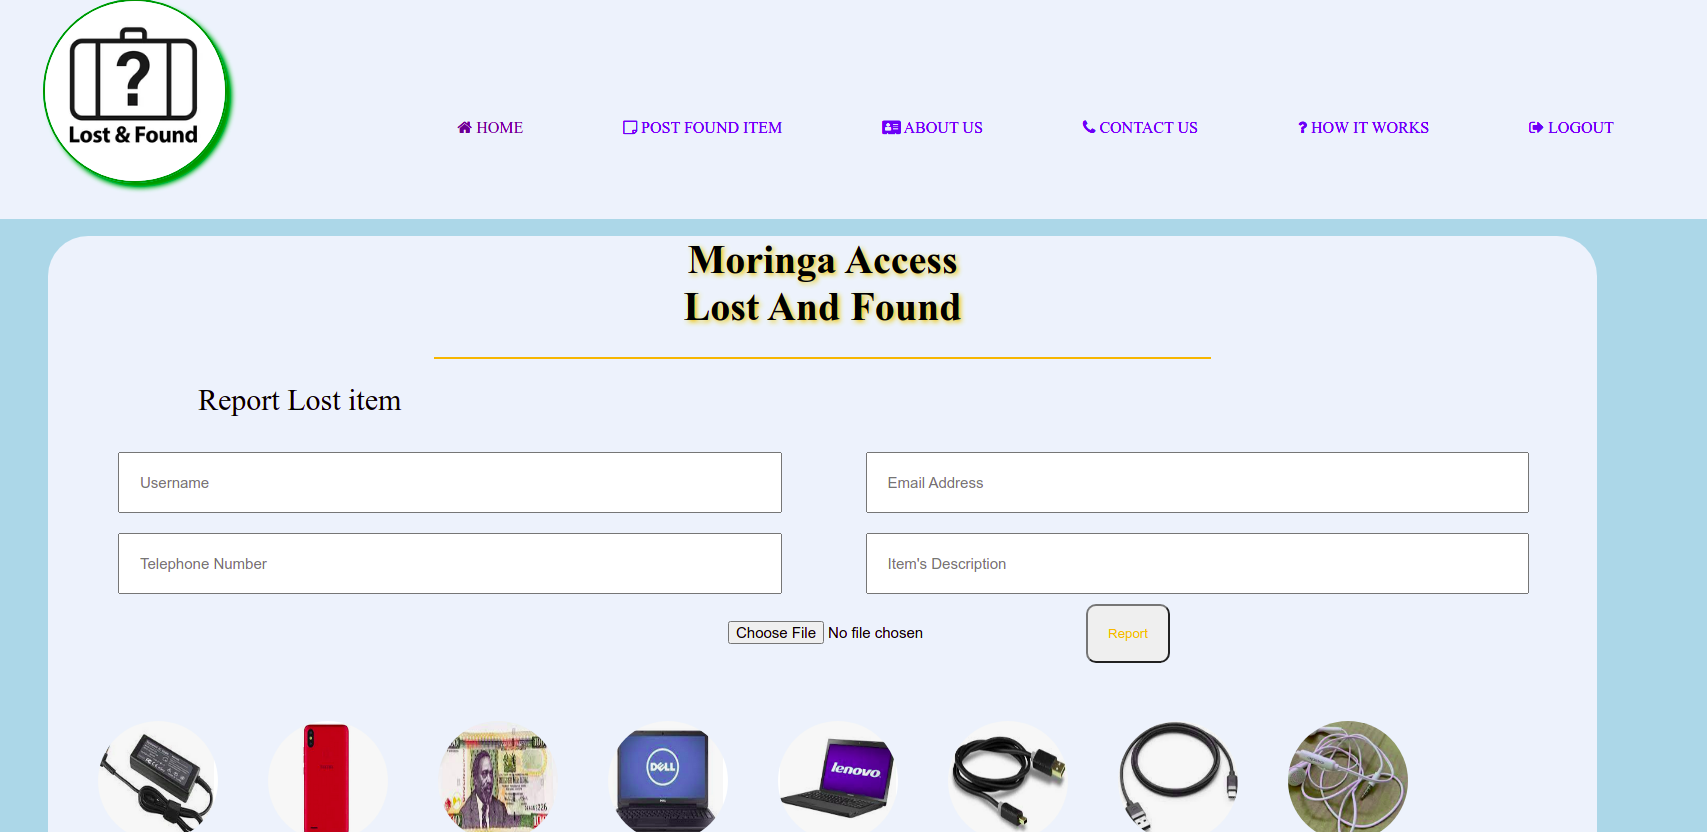 ?
Lost & Found
HOME
POST FOUND ITEM
ABOUT US
CONTACT US
? HOW IT WORKS
LOGOUT
Moringa Access
Lost And Found
Report Lost item
Username
Email Address
Telephone Number
Item's Description
Choose File No file chosen
Report
DELL
lenovo